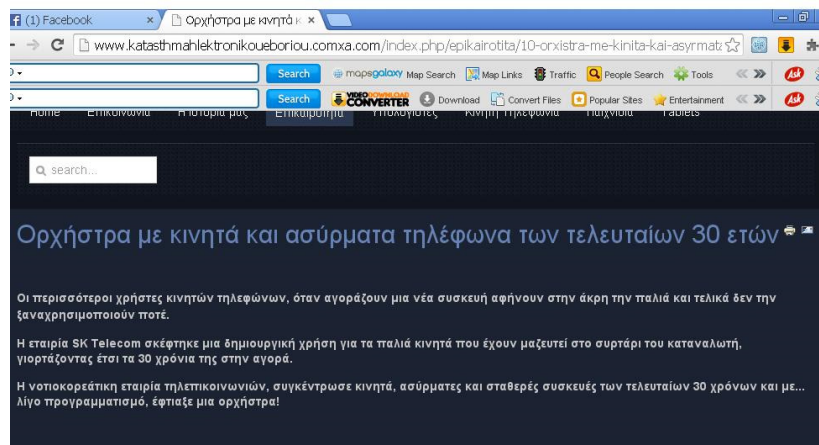 (1) Facebook × Ορχήστρα με κινητά κ ×
www.katasthmahlektronikoueboriou.comxa.com/index.php/epikairotita/10-orxistra-me-kinita-kai-asyrmata
Search mapsgalaxy Map Search Map Links Traffic People Search Tools Ask
Search VIDEO DOWNLOAD CONVERTER Download Convert Files Popular Sites Entertainment Ask
Home Επικοινωνία Η ιστορία μας Επικαιρότητα Υπολογιστές Κινητή Τηλεφωνία Παιχνίδια Tablets
search...
Ορχήστρα με κινητά και ασύρματα τηλέφωνα των τελευταίων 30 ετών
Οι περισσότεροι χρήστες κινητών τηλεφώνων, όταν αγοράζουν μια νέα συσκευή αφήνουν στην άκρη την παλιά και τελικά δεν την
ξαναχρησιμοποιούν ποτέ.
Η εταιρία SK Telecom σκέφτηκε μια δημιουργική χρήση για τα παλιά κινητά που έχουν μαζευτεί στο συρτάρι του καταναλωτή,
γιορτάζοντας έτσι τα 30 χρόνια της στην αγορά.
Η νοτιοκορεάτικη εταιρία τηλεπικοινωνιών, συγκέντρωσε κινητά, ασύρματες και σταθερές συσκευές των τελευταίων 30 χρόνων και με...
λίγο προγραμματισμό, έφτιαξε μια ορχήστρα!